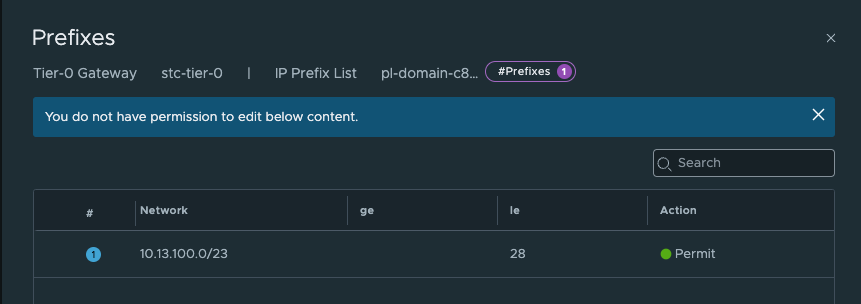 Prefixes
Tier-0 Gateway stc-tier-0 | IP Prefix List pl-domain-c8... #Prefixes 1
You do not have permission to edit below content.
Search
# Network ge le Action
1 10.13.100.0/23 28 Permit